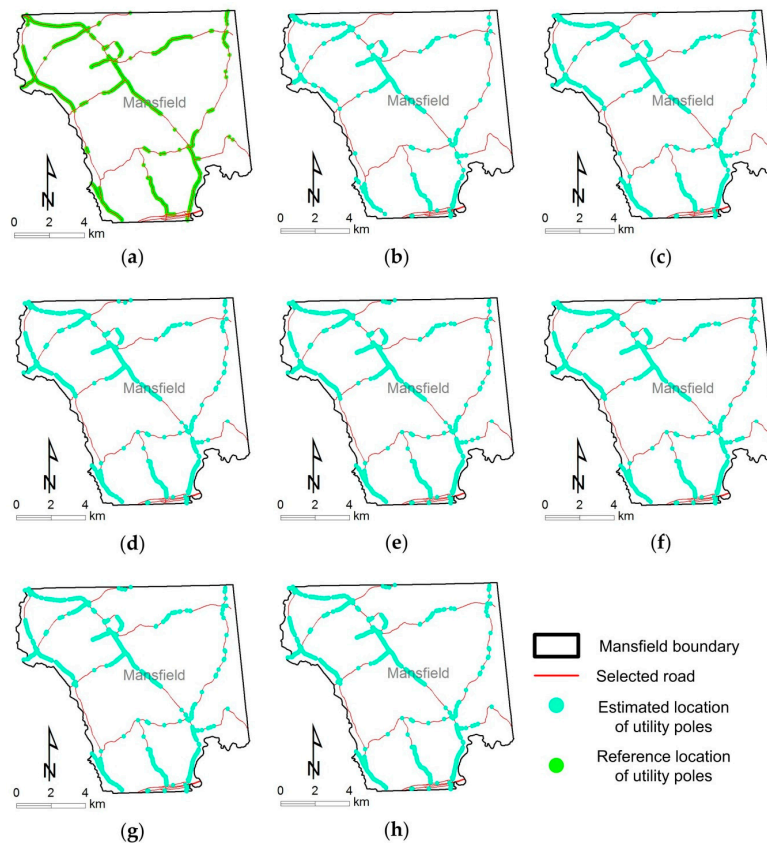 Mansfield
Mansfield
Mansfield
N
N
N
0 2 4
km
0 2 4
km
0 2 4
km
(a)
(b)
(c)
Mansfield
Mansfield
Mansfield
N
N
N
0 2 4
km
0 2 4
km
0 2 4
km
(d)
(e)
(f)
Mansfield
Mansfield
N
N
0 2 4
km
0 2 4
km
(g)
(h)
Mansfield boundary
Selected road
Estimated location
of utility poles
Reference location
of utility poles